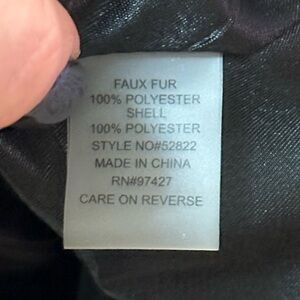 FAUX FUR
100% POLYESTER
SHELL
100% POLYESTER
STYLE NO#52822
MADE IN CHINA
RN#97427
CARE ON REVERSE